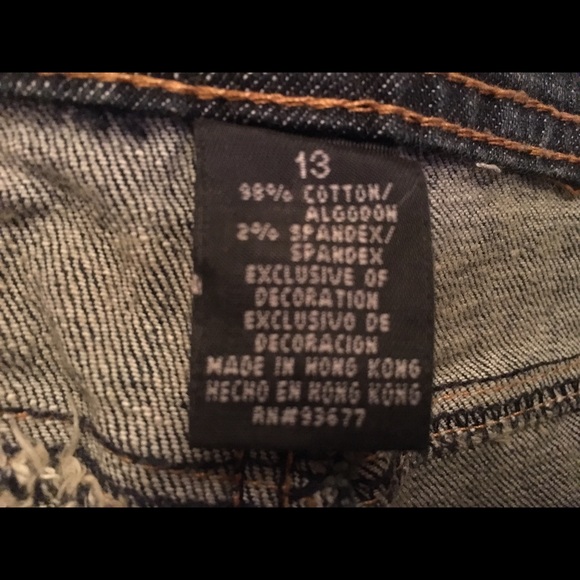 13
98% COTTON/
ALGODON
2% SPANDEX/
SPANDEX
EXCLUSIVE OF
DECORATION
EXCLUSIVO DE
DECORACION
MADE IN HONG KONG
HECHO EN HONG KONG
RN#93677